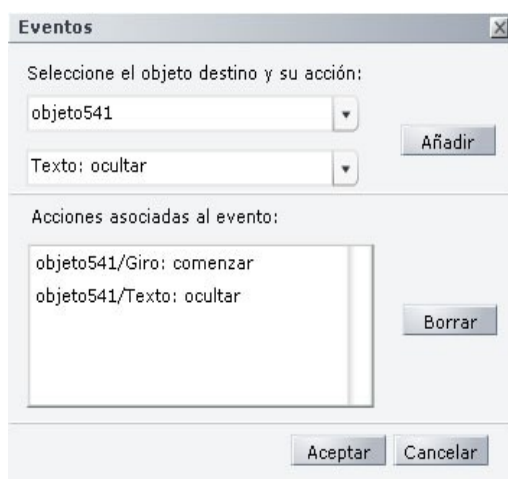 Eventos
Seleccione el objeto destino y su acción:
objeto541
Añadir
Texto: ocultar
Acciones asociadas al evento:
objeto541/Giro: comenzar
objeto541/Texto: ocultar
Borrar
Aceptar Cancelar